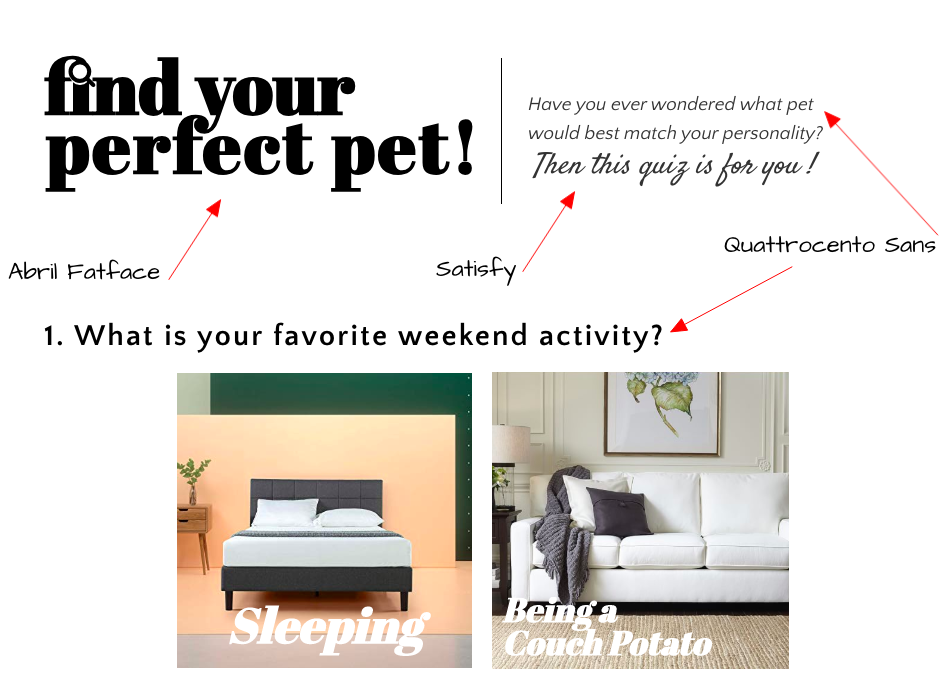 find your
perfect pet!
Have you ever wondered what pet
would best match your personality?
Then this quiz is for you!
Quattrocento Sans
Abril Fatface
Satisfy
1. What is your favorite weekend activity?
Sleeping
Being a
Couch Potato